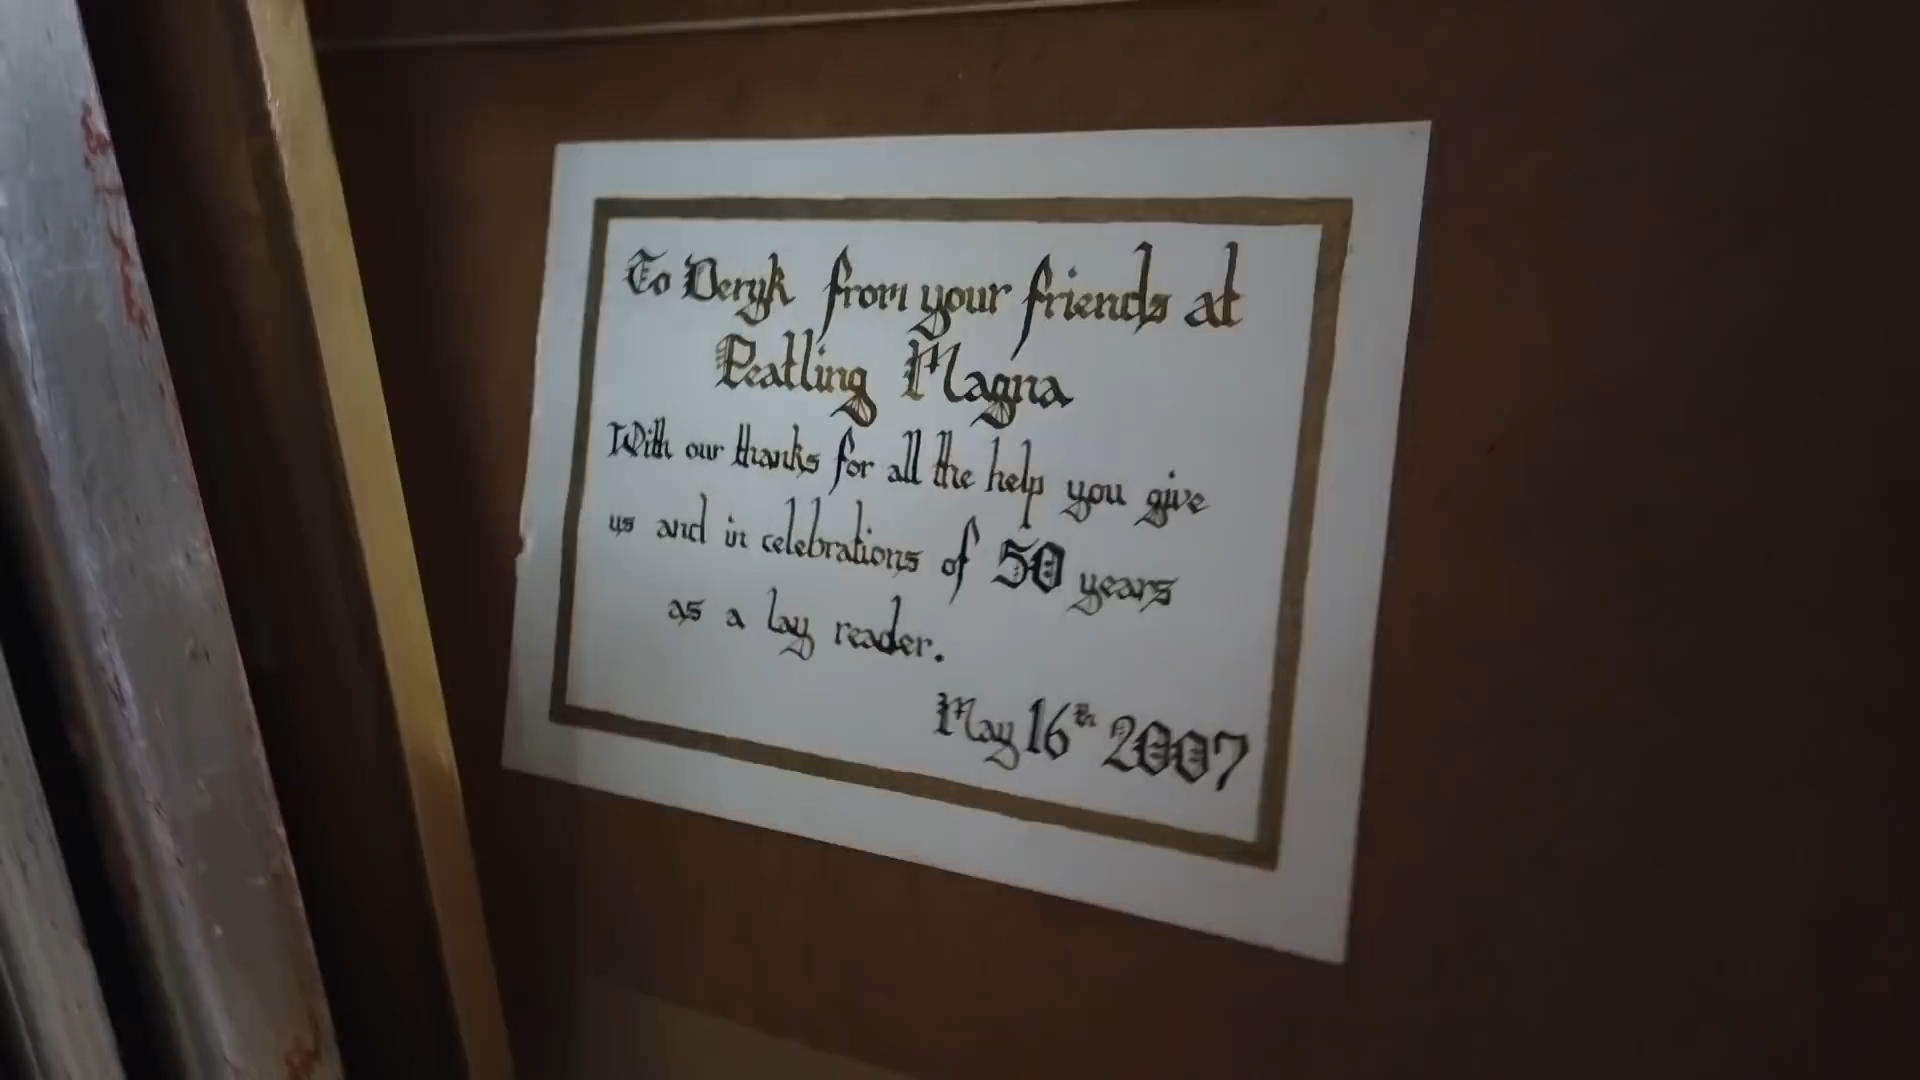 To Deryk from your friends at
Peatling Magna
With our thanks for all the help you give
us and in celebrations of 50 years
as a lay reader.
May 16th 2007